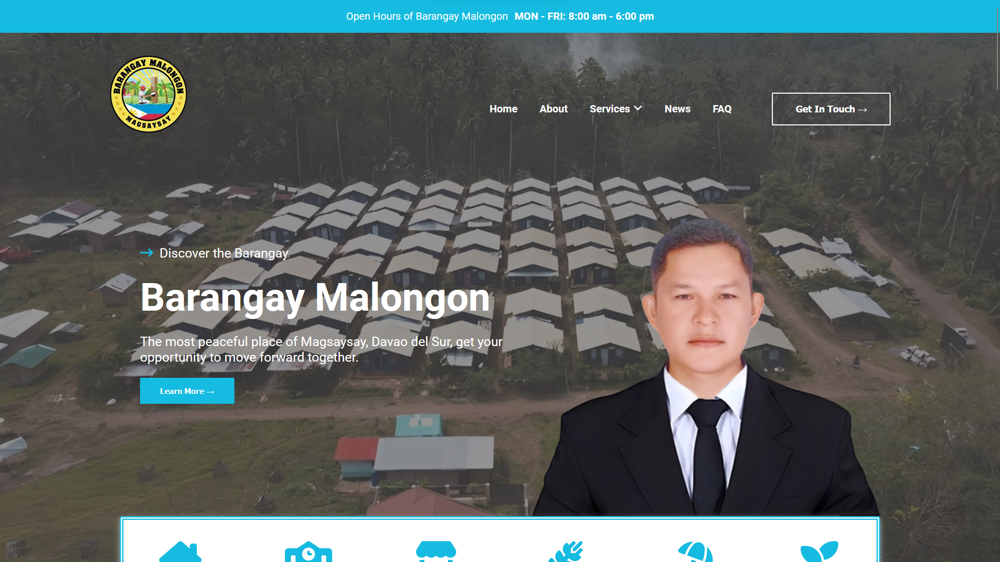 Open Hours of Barangay Malongon MON - FRI: 8:00 am - 6:00 pm
BARANGAY MALONGON
MAGSAYSAY
Home About Services News FAQ Get In Touch →
→ Discover the Barangay
Barangay Malongon
The most peaceful place of Magsaysay, Davao del Sur, get your
opportunity to move forward together.
Learn More →